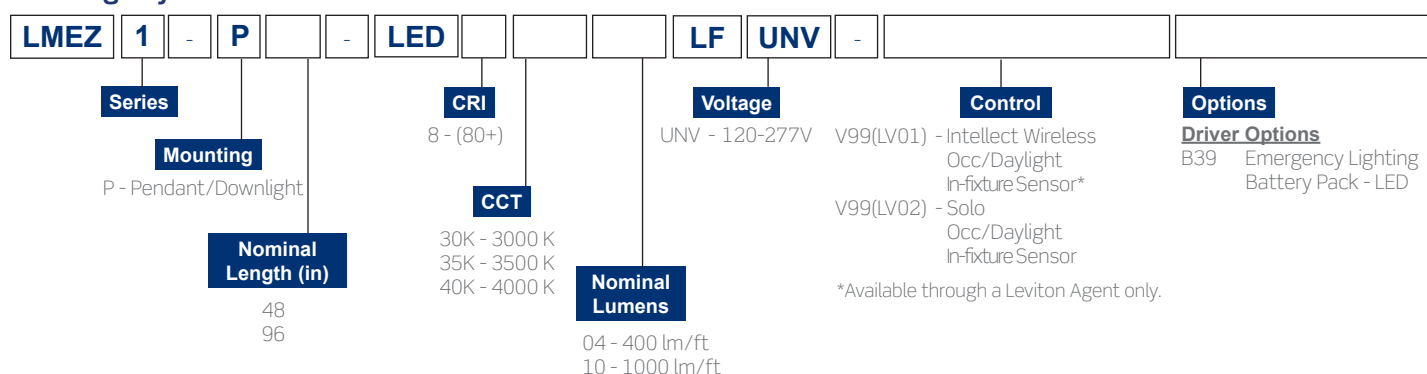 LMEZ 1 - P - LED LF UNV -
Series
Mounting
P - Pendant/Downlight
Nominal
Length (in)
48
96
CRI
8 - (80+)
CCT
30K - 3000 K
35K - 3500 K
40K - 4000 K
Nominal
Lumens
04 - 400 lm/ft
10 - 1000 lm/ft
Voltage
UNV - 120-277V
Control
V99(LV01) - Intellect Wireless
Occ/Daylight
In-fixture Sensor*
V99(LV02) - Solo
Occ/Daylight
In-fixture Sensor
*Available through a Leviton Agent only.
Options
Driver Options
B39 Emergency Lighting
Battery Pack - LED